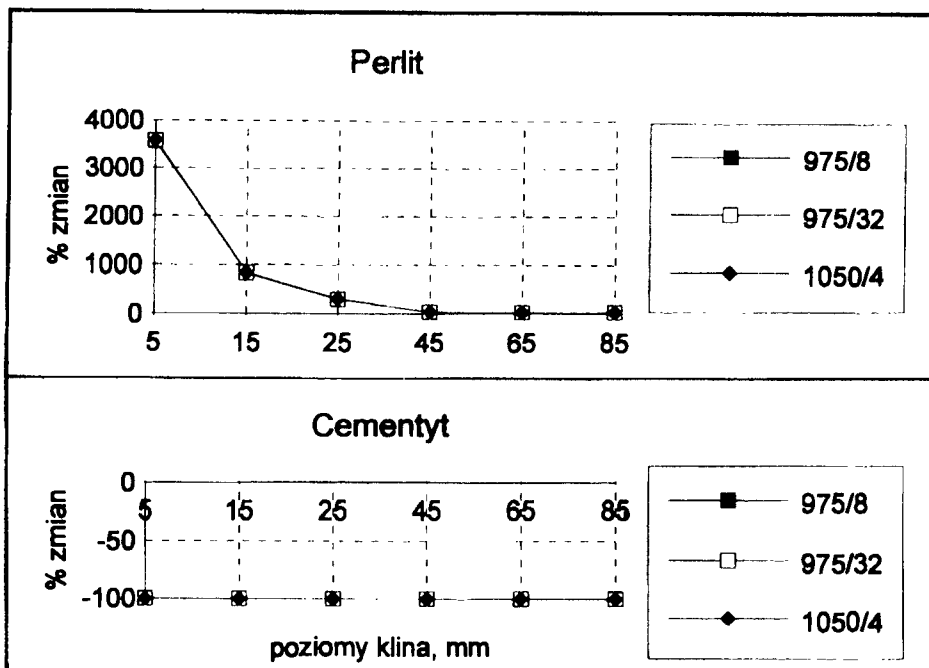 Perlit
% zmian
4000
3000
2000
1000
0
5 15 25 45 65 85
975/8
975/32
1050/4
Cementyt
% zmian
0
-50
-100
5 15 25 45 65 85
poziomy klina, mm
975/8
975/32
1050/4